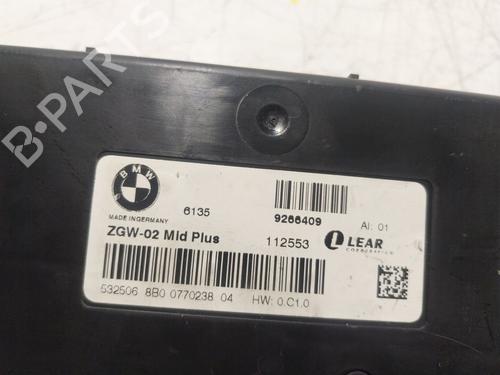 B-PARTS
BMW
MADE IN GERMANY
6135
9266409
AI: 01
ZGW-02 Mid Plus
112553
LEAR
CORPORATION
532506 8B0 0770238 04 HW: 0.C1.0